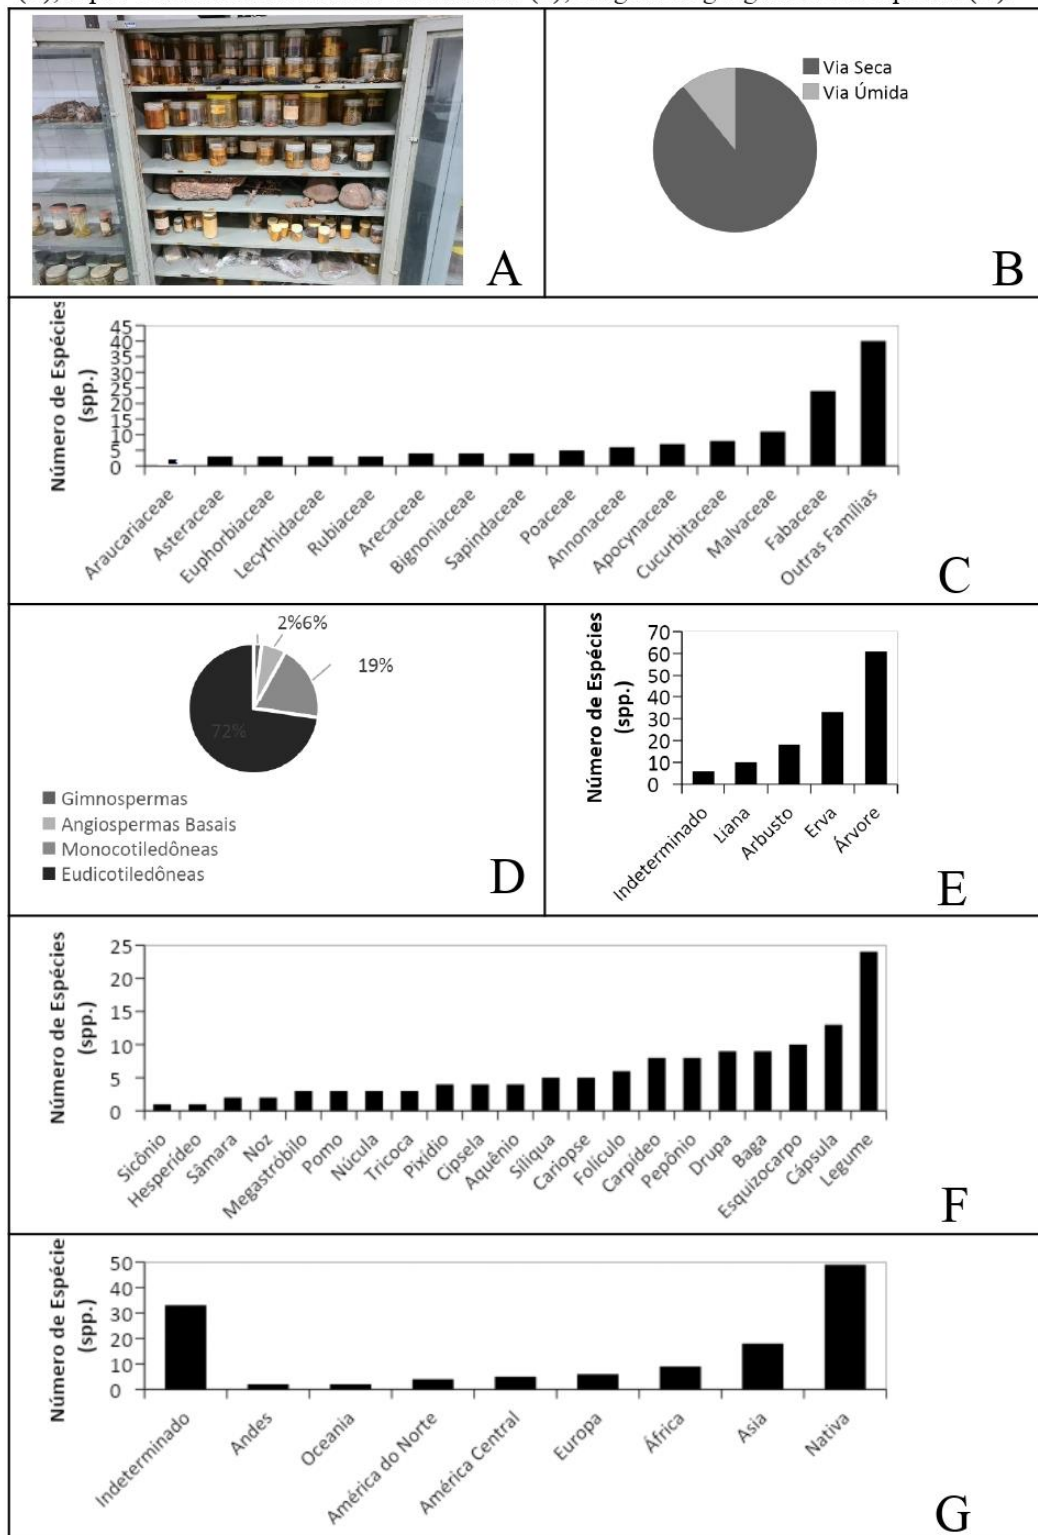 A
Via Seca
Via Úmida
B
Número de Espécies
(spp.)
45
40
35
30
25
20
15
10
5
0
Araucariaceae
Asteraceae
Euphorbiaceae
Lecythidaceae
Rubiaceae
Arecaceae
Bignoniaceae
Sapindaceae
Poaceae
Annonaceae
Apocynaceae
Cucurbitaceae
Malvaceae
Fabaceae
Outras Famílias
C
2%6%
19%
72%
Gimnospermas
Angiospermas Basais
Monocotiledôneas
Eudicotiledôneas
D
Número de Espécies
(spp.)
70
60
50
40
30
20
10
0
Indeterminado
Liana
Arbusto
Erva
Árvore
E
Número de Espécies
(spp.)
25
20
15
10
5
0
Sicônio
Hesperídeo
Sâmara
Noz
Megastróbilo
Pomo
Núcula
Tricoca
Pixídio
Cipsela
Aquênio
Síliqua
Cariopse
Folículo
Carpídeo
Pepônio
Drupa
Baga
Esquizocarpo
Cápsula
Legume
F
Número de Espécie
(spp.)
50
40
30
20
10
0
Indeterminado
Andes
Oceania
América do Norte
América Central
Europa
África
Asia
Nativa
G